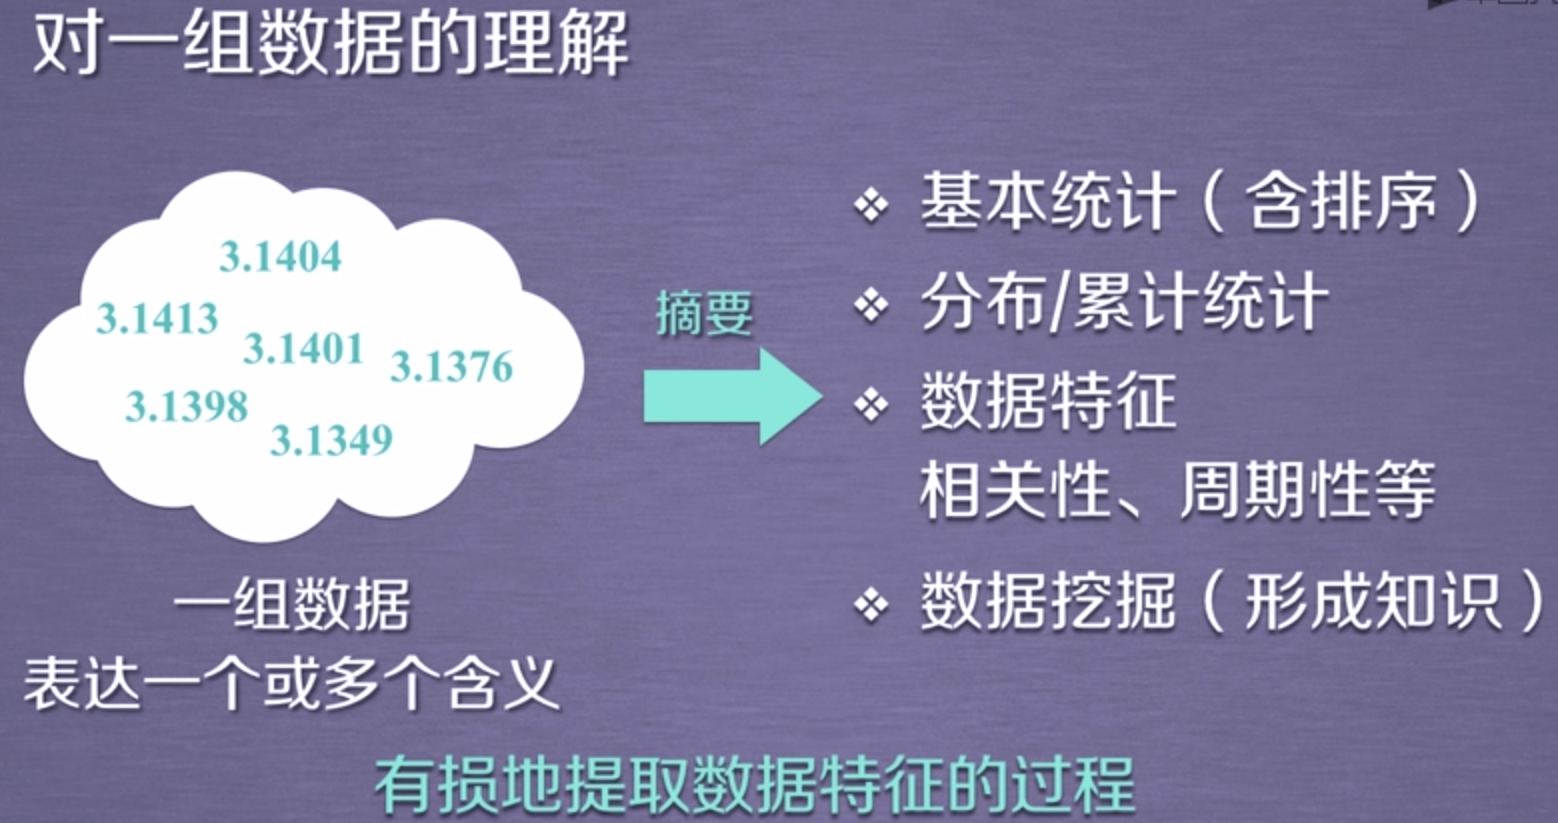 对一组数据的理解
3.1404
3.1413
3.1401
3.1376
3.1398
3.1349
一组数据
表达一个或多个含义
摘要
❖ 基本统计（含排序）
❖ 分布/累计统计
❖ 数据特征
相关性、周期性等
❖ 数据挖掘（形成知识）
有损地提取数据特征的过程